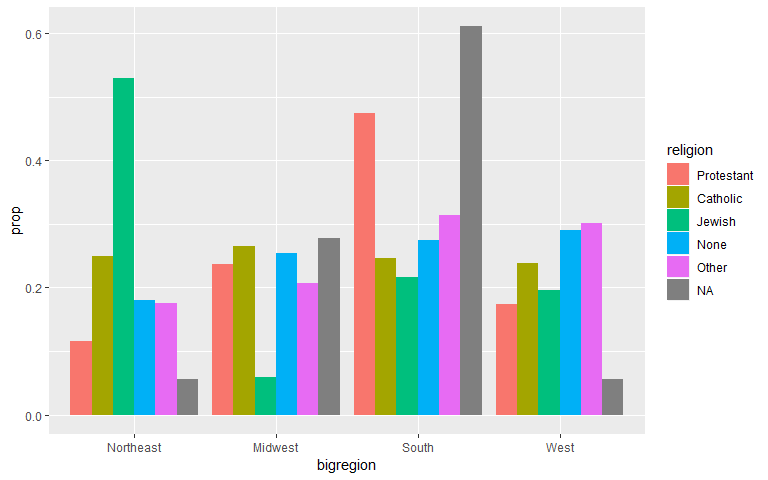 0.6
0.4
0.2
0.0
prop
Northeast
Midwest
South
West
bigregion
religion
Protestant
Catholic
Jewish
None
Other
NA